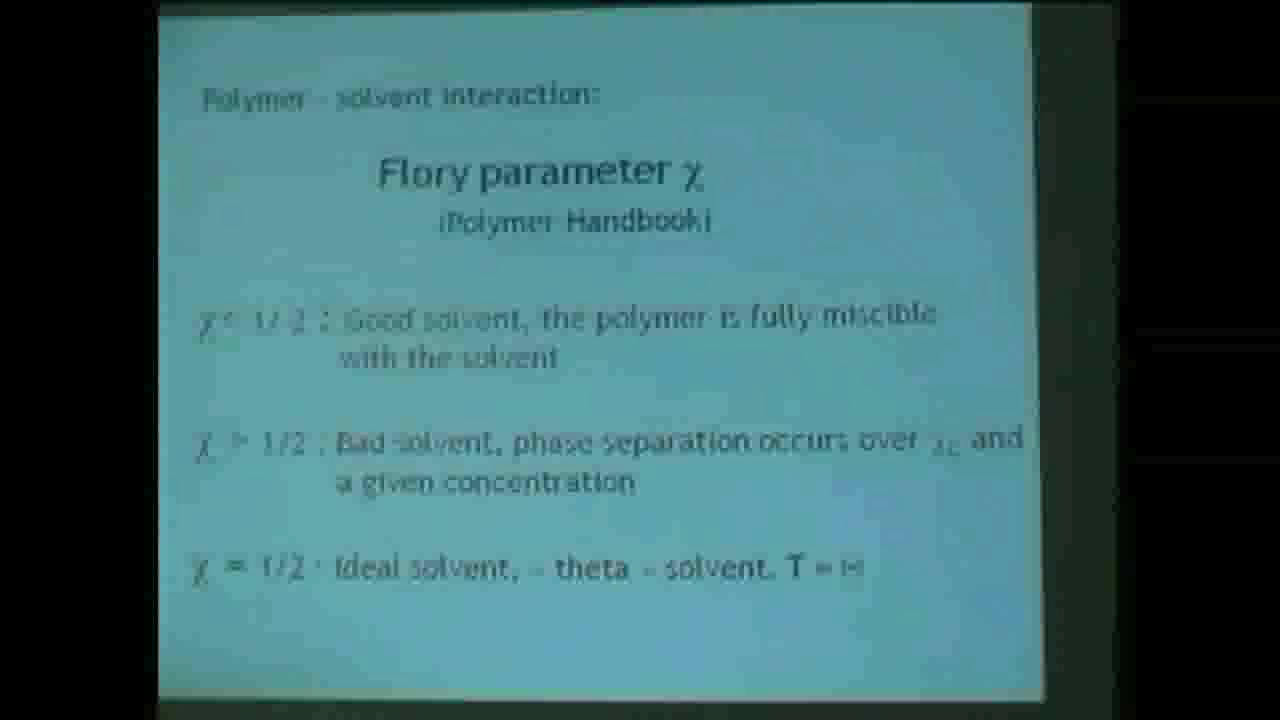 Polymer - solvent interaction:
Flory parameter χ
(Polymer Handbook)
χ < 1/2 : Good solvent, the polymer is fully miscible
with the solvent
χ > 1/2 : Bad solvent, phase separation occurs over χc and
a given concentration
χ = 1/2 : Ideal solvent, - theta - solvent. T = Θ